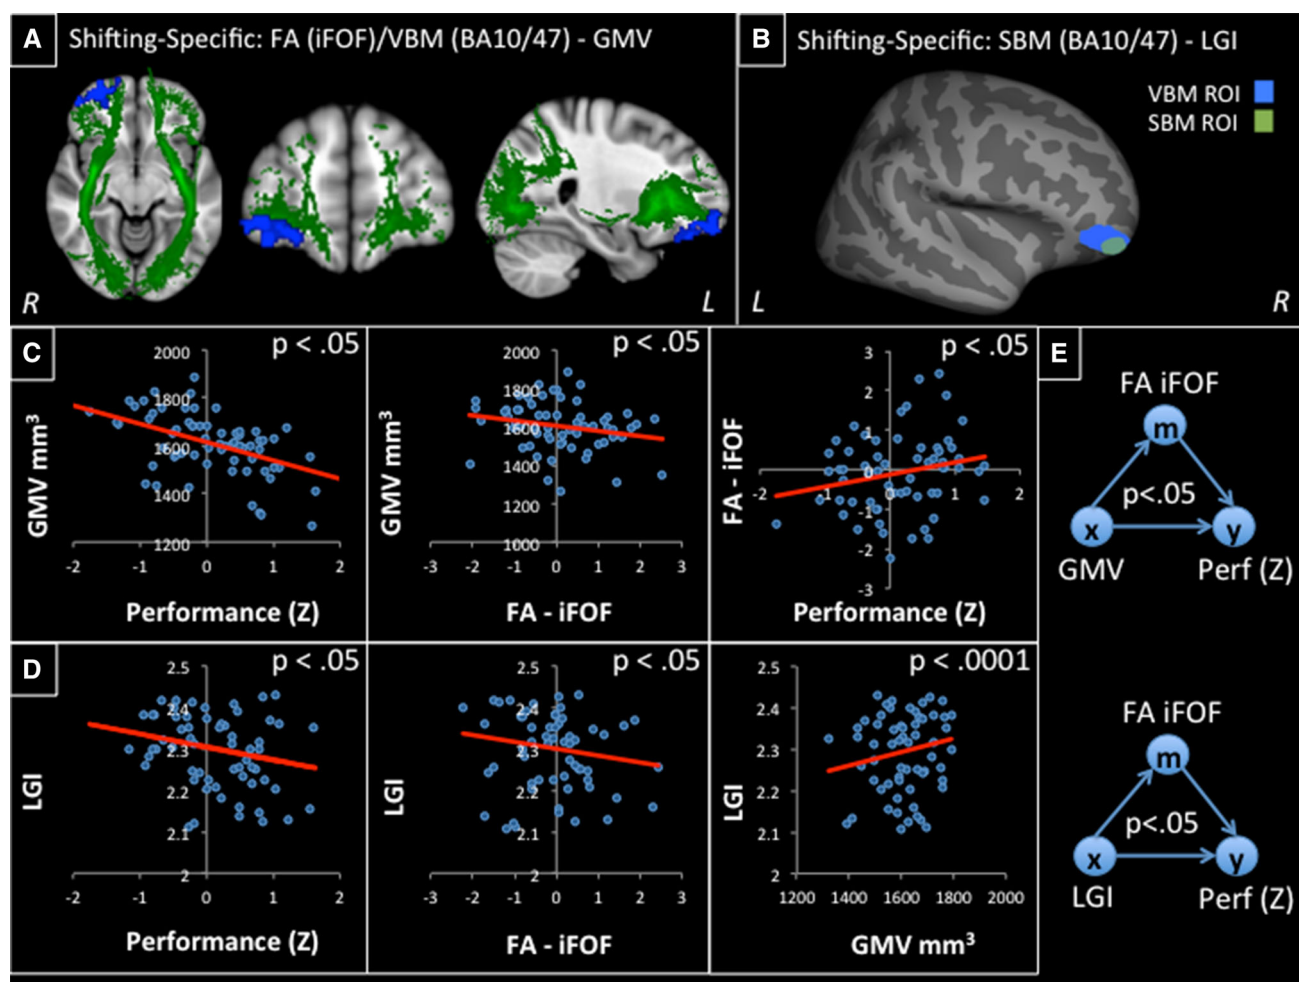 A
Shifting-Specific: FA (iFOF)/VBM (BA10/47) - GMV
R
L
B
Shifting-Specific: SBM (BA10/47) - LGI
VBM ROI
SBM ROI
L
R
C
p < .05
2000
1800
1600
1400
1200
GMV mm³
-2 -1 0 1 2
Performance (Z)
p < .05
2000
1800
1600
1400
1200
1000
GMV mm³
-3 -2 -1 0 1 2 3
FA - iFOF
p < .05
3
2
1
0
-1
-2
-3
FA - iFOF
-2 -1 0 1 2
Performance (Z)
D
p < .05
2.5
2.4
2.3
2.2
2.1
2
LGI
-2 -1 0 1 2
Performance (Z)
p < .05
2.5
2.4
2.3
2.2
2.1
2
LGI
-3 -2 -1 0 1 2 3
FA - iFOF
p < .0001
2.5
2.4
2.3
2.2
2.1
2
LGI
1200 1400 1600 1800 2000
GMV mm³
E
FA iFOF
m
p<.05
x y
GMV Perf (Z)
FA iFOF
m
p<.05
x y
LGI Perf (Z)